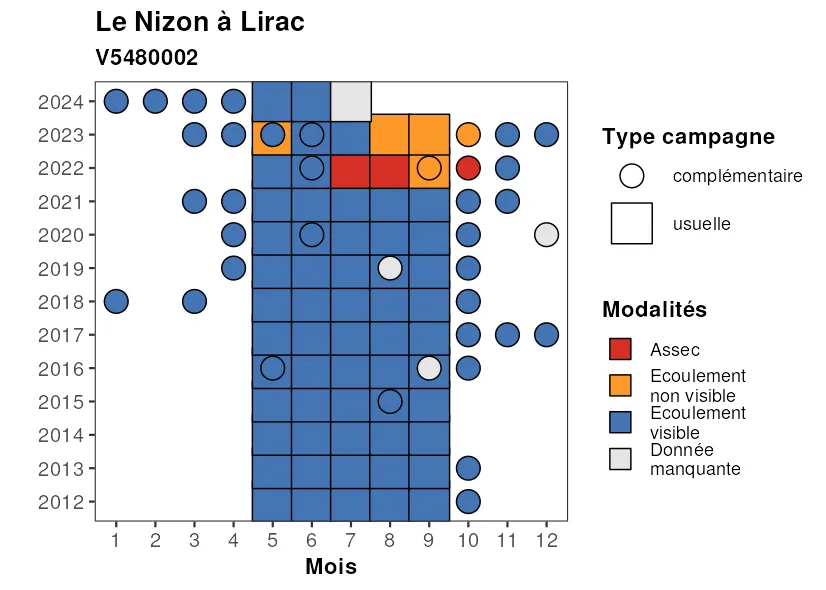 Le Nizon à Lirac
V5480002
2024
2023
2022
2021
2020
2019
2018
2017
2016
2015
2014
2013
2012
1 2 3 4 5 6 7 8 9 10 11 12
Mois
Type campagne
complémentaire
usuelle
Modalités
Assec
Ecoulement
non visible
Ecoulement
visible
Donnée
manquante